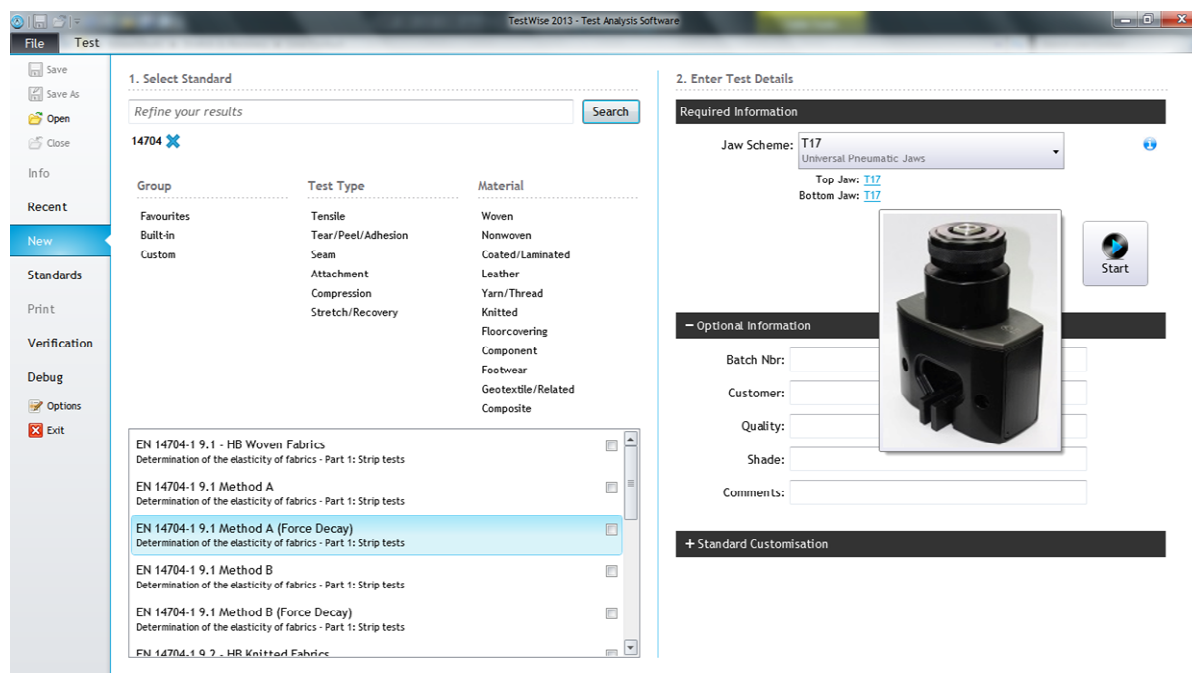 TestWise 2013 - Test Analysis Software
File
Test
Save
Save As
Open
Close
Info
Recent
New
Standards
Print
Verification
Debug
Options
Exit
1. Select Standard
Refine your results
Search
14704
Group
Favourites
Built-in
Custom
Test Type
Tensile
Tear/Peel/Adhesion
Seam
Attachment
Compression
Stretch/Recovery
Material
Woven
Nonwoven
Coated/Laminated
Leather
Yarn/Thread
Knitted
Floorcovering
Component
Footwear
Geotextile/Related
Composite
EN 14704-1 9.1 - HB Woven Fabrics
Determination of the elasticity of fabrics - Part 1: Strip tests
EN 14704-1 9.1 Method A
Determination of the elasticity of fabrics - Part 1: Strip tests
EN 14704-1 9.1 Method A (Force Decay)
Determination of the elasticity of fabrics - Part 1: Strip tests
EN 14704-1 9.1 Method B
Determination of the elasticity of fabrics - Part 1: Strip tests
EN 14704-1 9.1 Method B (Force Decay)
Determination of the elasticity of fabrics - Part 1: Strip tests
EN 14704-1 9.2 - HB Knitted Fabrics
2. Enter Test Details
Required Information
Jaw Scheme: T17
Universal Pneumatic Jaws
Top Jaw: T17
Bottom Jaw: T17
Start
Optional Information
Batch Nbr:
Customer:
Quality:
Shade:
Comments:
Standard Customisation